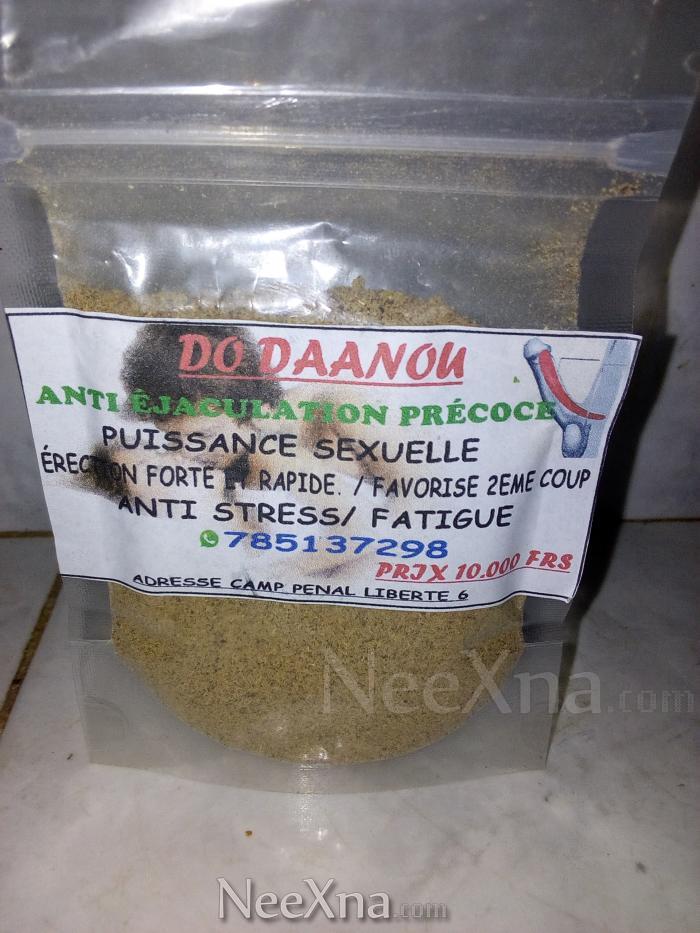 DO DAANOU
ANTI ÉJACULATION PRÉCOCE
PUISSANCE SEXUELLE
ÉRECTION FORTE ET RAPIDE. / FAVORISE 2EME COUP
ANTI STRESS/ FATIGUE
785137298
PRIX 10.000 FRS
ADRESSE CAMP PENAL LIBERTE 6
NeeXna.com
NeeXna.com